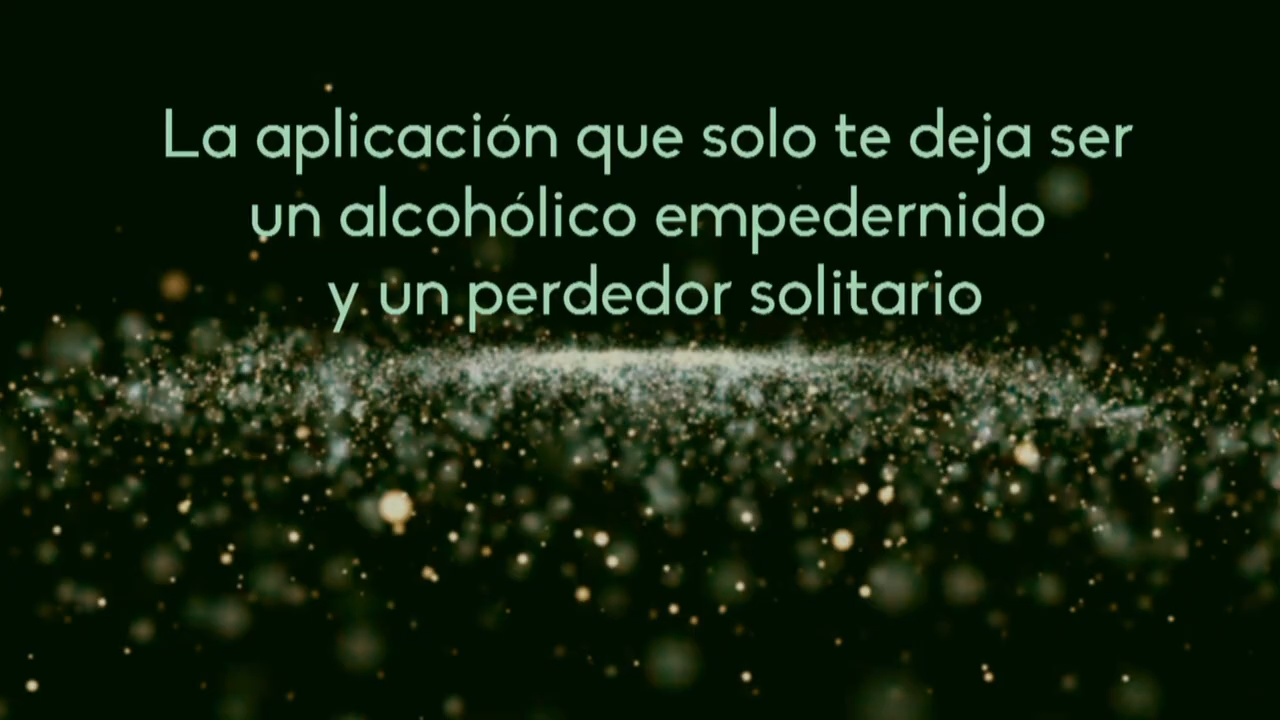 La aplicación que solo te deja ser
un alcohólico empedernido
y un perdedor solitario